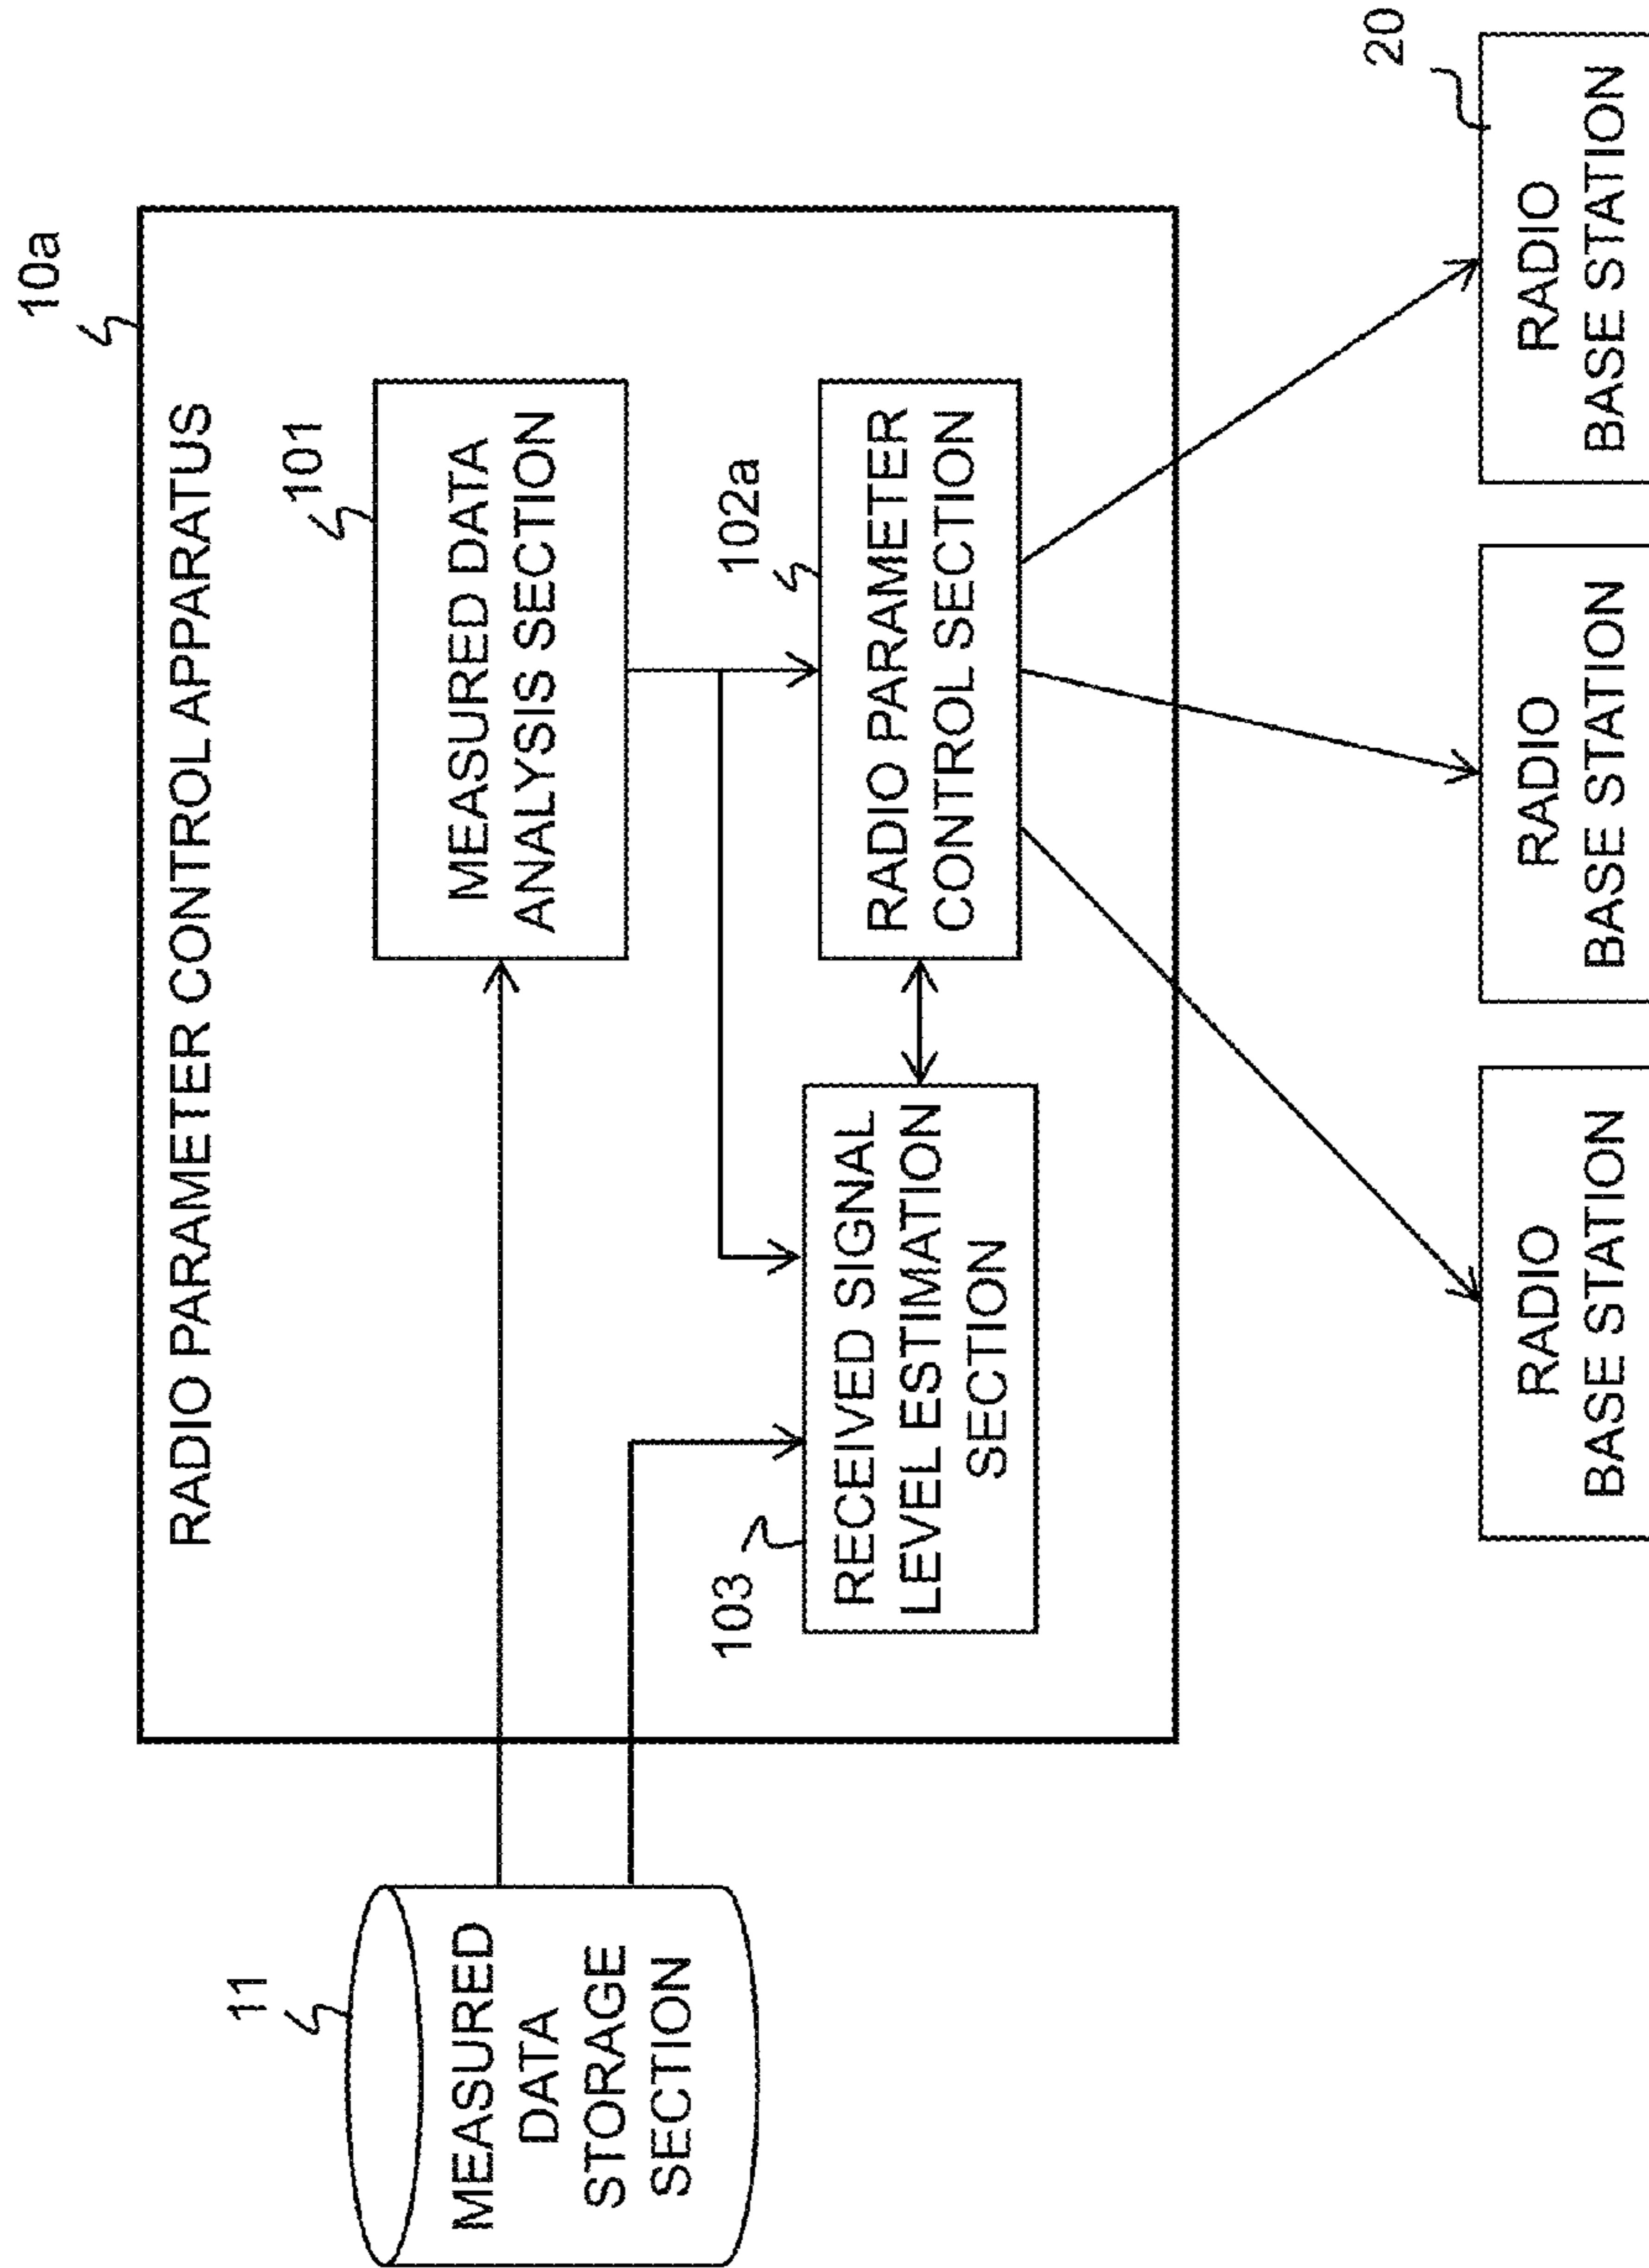 10a
RADIO PARAMETER CONTROL APPARATUS
11
MEASURED
DATA
STORAGE
SECTION
101
MEASURED DATA
ANALYSIS SECTION
103
RECEIVED SIGNAL
LEVEL ESTIMATION
SECTION
102a
RADIO PARAMETER
CONTROL SECTION
RADIO
BASE STATION
RADIO
BASE STATION
20
RADIO
BASE STATION